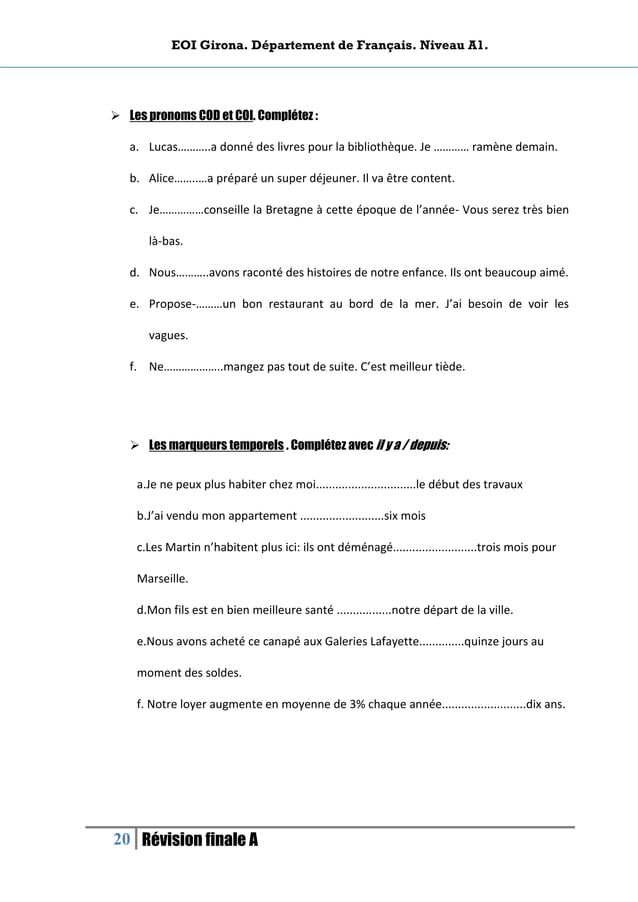 EOI Girona. Département de Français. Niveau A1.
➢ Les pronoms COD et COI. Complétez :
a. Lucas………..a donné des livres pour la bibliothèque. Je ………… ramène demain.
b. Alice…..…..a préparé un super déjeuner. Il va être content.
c. Je……………conseille la Bretagne à cette époque de l’année- Vous serez très bien
là-bas.
d. Nous………..avons raconté des histoires de notre enfance. Ils ont beaucoup aimé.
e. Propose-………un bon restaurant au bord de la mer. J’ai besoin de voir les
vagues.
f. Ne………………..mangez pas tout de suite. C’est meilleur tiède.
➢ Les marqueurs temporels . Complétez avec il y a / depuis:
a.Je ne peux plus habiter chez moi...............................le début des travaux
b.J’ai vendu mon appartement ..........................six mois
c.Les Martin n’habitent plus ici: ils ont déménagé..........................trois mois pour
Marseille.
d.Mon fils est en bien meilleure santé .................notre départ de la ville.
e.Nous avons acheté ce canapé aux Galeries Lafayette..............quinze jours au
moment des soldes.
f. Notre loyer augmente en moyenne de 3% chaque année..........................dix ans.
20 Révision finale A